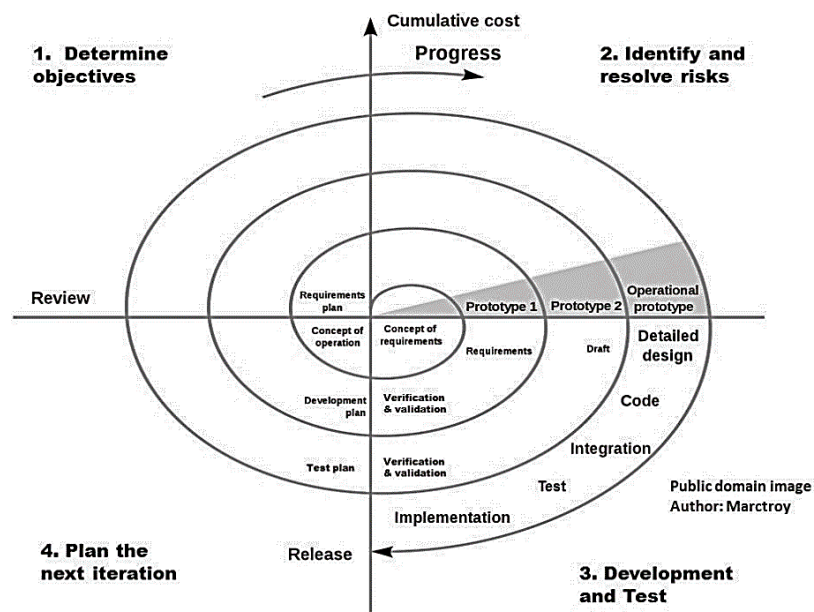 Cumulative cost
Progress
1. Determine
objectives
2. Identify and
resolve risks
Review
Requirements
plan
Prototype 1
Prototype 2
Operational
prototype
Concept of
operation
Concept of
requirements
Requirements
Draft
Detailed
design
Development
plan
Verification
& validation
Code
Integration
Test plan
Verification
& validation
Test
Implementation
Public domain image
Author: Marctroy
Release
4. Plan the
next iteration
3. Development
and Test